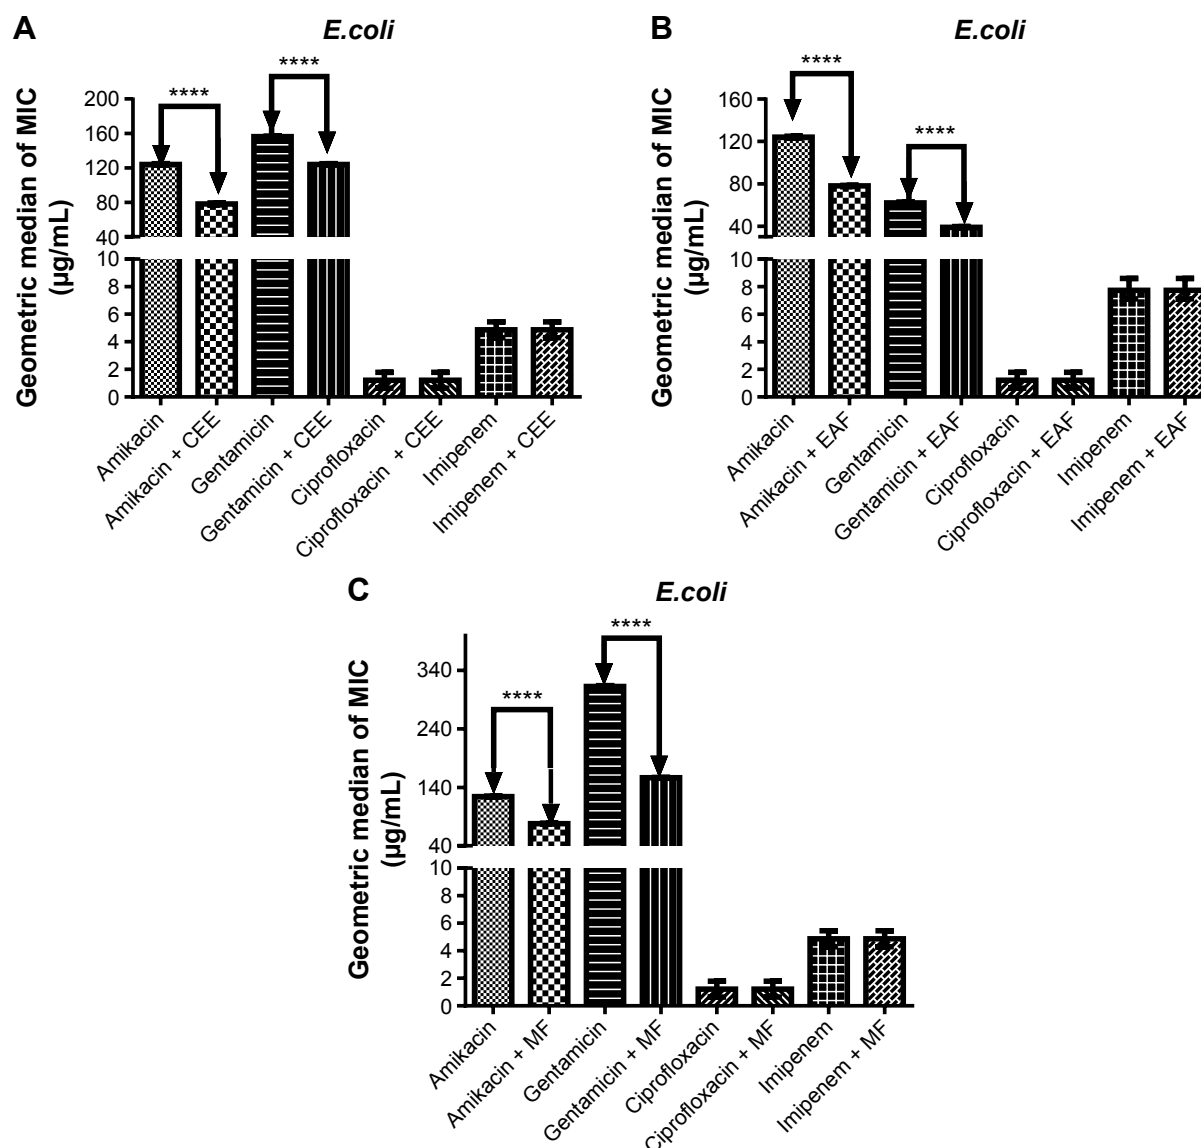 A
E.coli
Geometric median of MIC
(µg/mL)
200
160
120
80
40
10
8
6
4
2
0
****
****
Amikacin
Amikacin + CEE
Gentamicin
Gentamicin + CEE
Ciprofloxacin
Ciprofloxacin + CEE
Imipenem
Imipenem + CEE
B
E.coli
Geometric median of MIC
(µg/mL)
160
120
80
40
10
8
6
4
2
0
****
****
Amikacin
Amikacin + EAF
Gentamicin
Gentamicin + EAF
Ciprofloxacin
Ciprofloxacin + EAF
Imipenem
Imipenem + EAF
C
E.coli
Geometric median of MIC
(µg/mL)
340
240
140
40
10
8
6
4
2
0
****
****
Amikacin
Amikacin + MF
Gentamicin
Gentamicin + MF
Ciprofloxacin
Ciprofloxacin + MF
Imipenem
Imipenem + MF